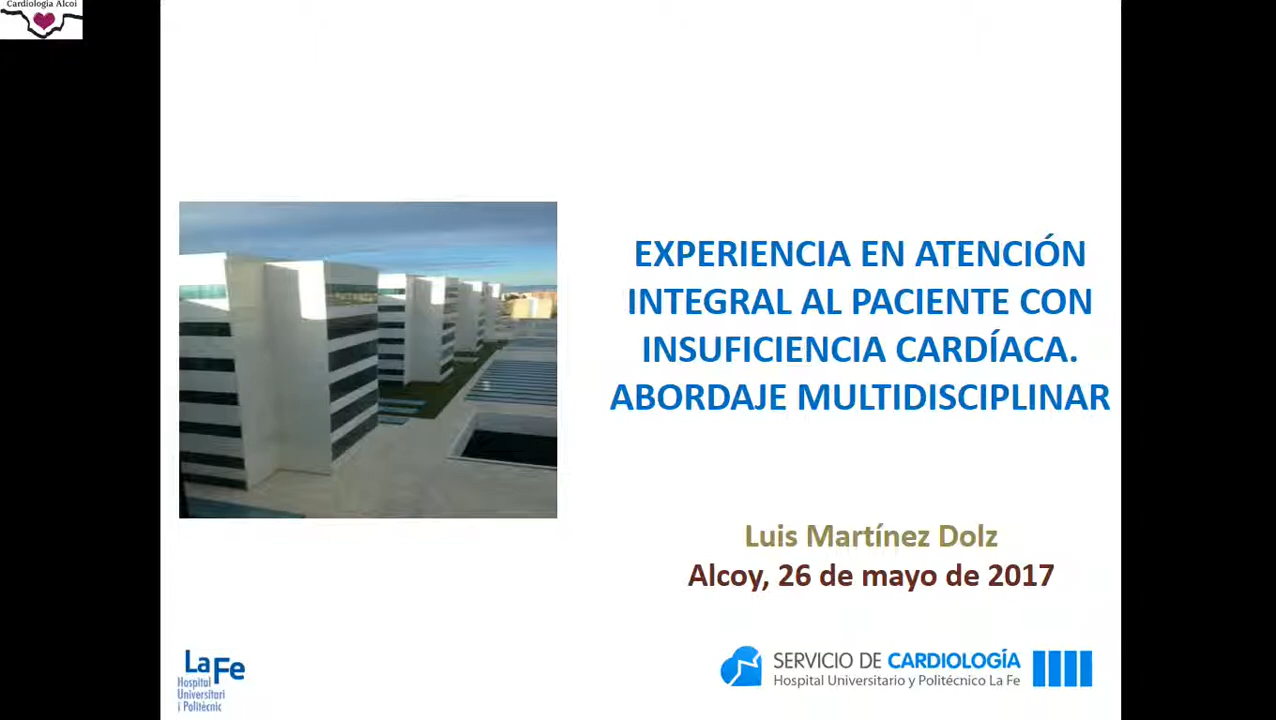 Cardiología Alcoi
EXPERIENCIA EN ATENCIÓN
INTEGRAL AL PACIENTE CON
INSUFICIENCIA CARDÍACA.
ABORDAJE MULTIDISCIPLINAR
Luis Martínez Dolz
Alcoy, 26 de mayo de 2017
La Fe
Hospital
Universitari
i Politècnic
SERVICIO DE CARDIOLOGÍA
Hospital Universitario y Politécnico La Fe